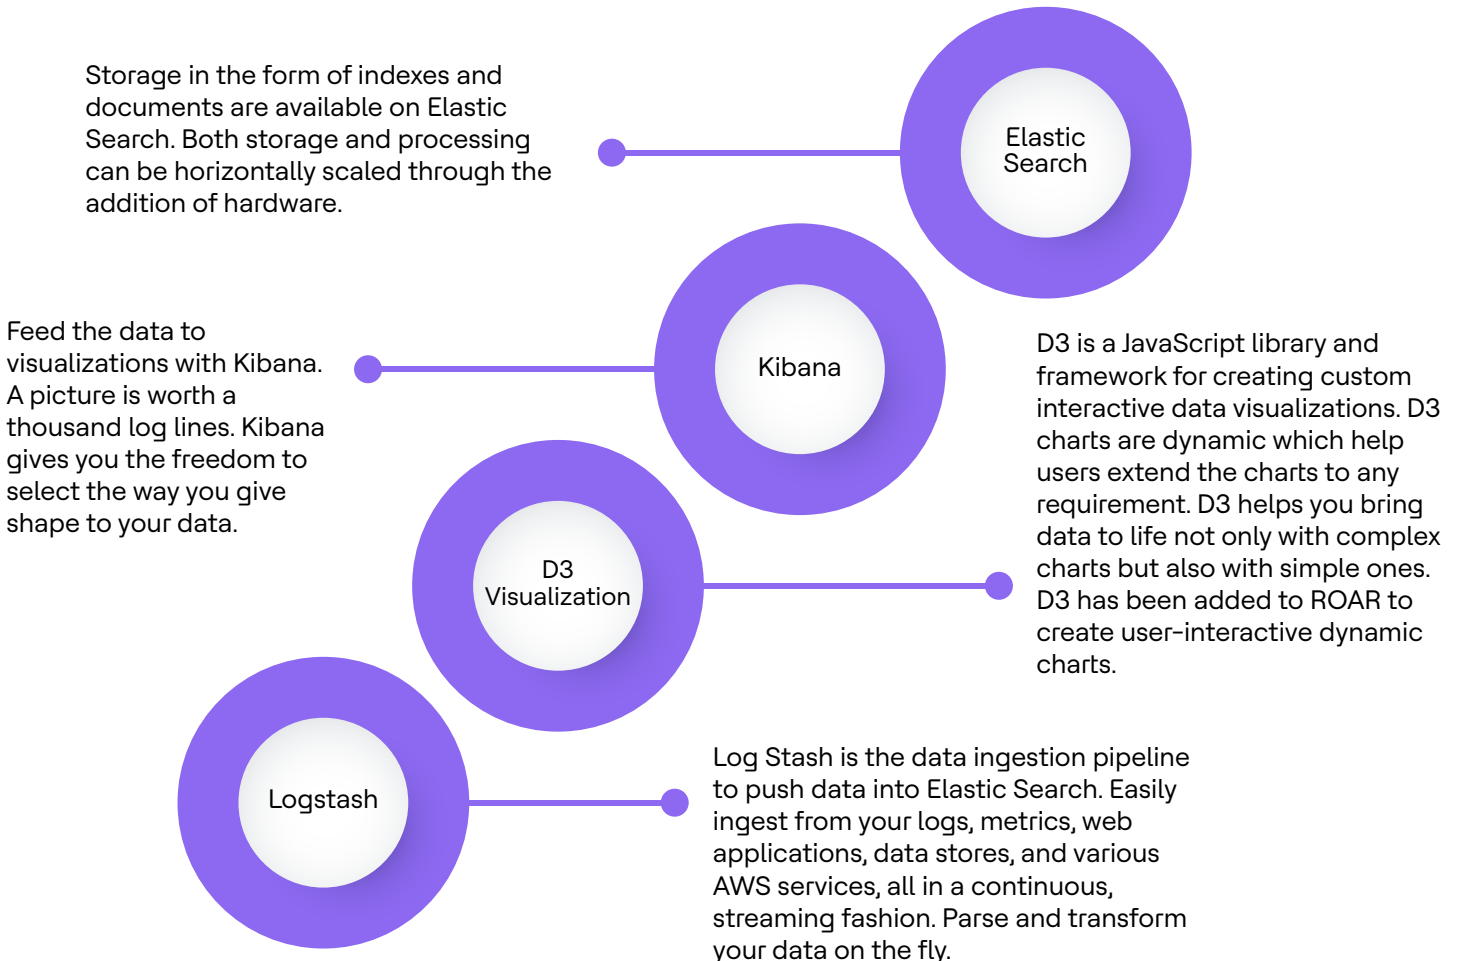 Storage in the form of indexes and
documents are available on Elastic
Search. Both storage and processing
can be horizontally scaled through the
addition of hardware.
Elastic
Search
Feed the data to
visualizations with Kibana.
A picture is worth a
thousand log lines. Kibana
gives you the freedom to
select the way you give
shape to your data.
Kibana
D3
Visualization
D3 is a JavaScript library and
framework for creating custom
interactive data visualizations. D3
charts are dynamic which help
users extend the charts to any
requirement. D3 helps you bring
data to life not only with complex
charts but also with simple ones.
D3 has been added to ROAR to
create user-interactive dynamic
charts.
Logstash
Log Stash is the data ingestion pipeline
to push data into Elastic Search. Easily
ingest from your logs, metrics, web
applications, data stores, and various
AWS services, all in a continuous,
streaming fashion. Parse and transform
your data on the fly.